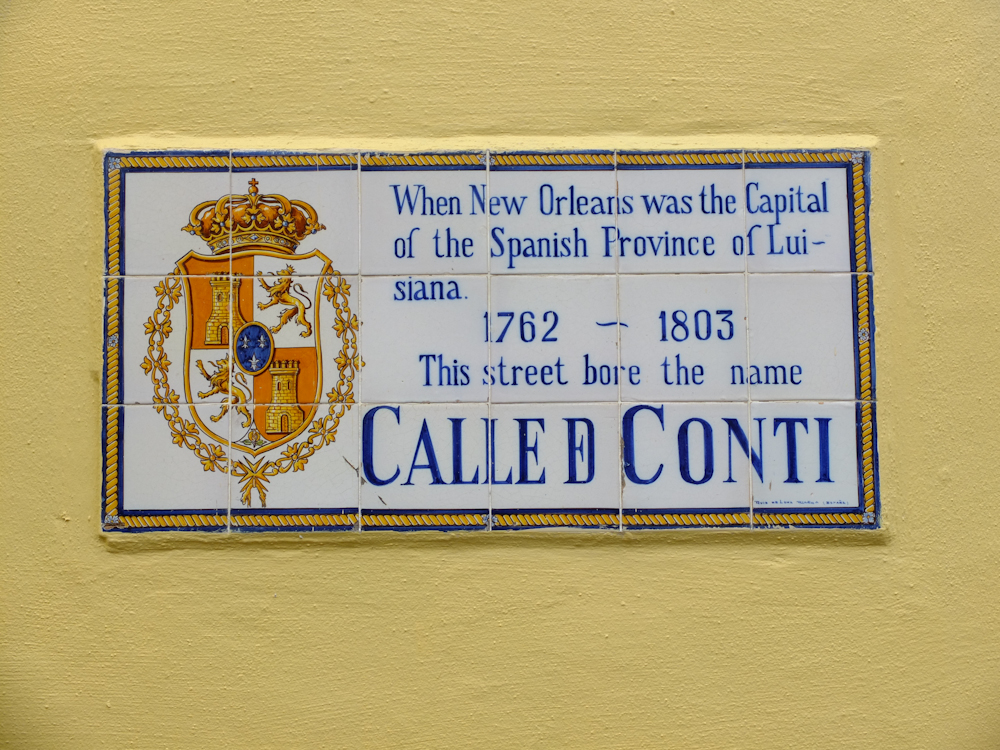 When New Orleans was the Capital
of the Spanish Province of Lui-
siana.
1762 ~ 1803
This street bore the name
CALLE D CONTI